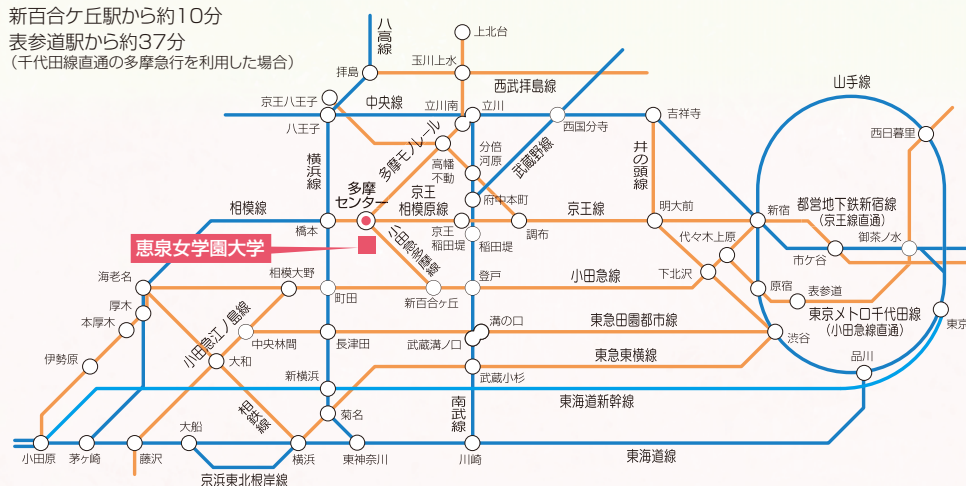 新百合ケ丘駅から約10分
表参道駅から約37分
（千代田線直通の多摩急行を利用した場合）
八高線
上北台
玉川上水
拝島
西武拝島線
山手線
京王八王子
中央線
立川南
立川
八王子
西国分寺
吉祥寺
西日暮里
多摩モノレール
分倍
河原
武蔵野線
井の頭線
横浜線
高幡
不動
多摩
センター
京王
相模原線
府中本町
都営地下鉄新宿線
（京王線直通）
相模線
京王線
明大前
新宿
橋本
京王
稲田堤
稲田堤
調布
代々木上原
御茶ノ水
市ケ谷
恵泉女学園大学
小田急多摩線
海老名
相模大野
登戸
小田急線
下北沢
原宿
表参道
町田
新百合ケ丘
厚木
本厚木
小田急江ノ島線
溝の口
東急田園都市線
東京メトロ千代田線
（小田急線直通）
東京
中央林間
長津田
武蔵溝ノ口
渋谷
伊勢原
大和
東急東横線
品川
新横浜
武蔵小杉
相鉄線
菊名
南武線
東海道新幹線
大船
小田原
茅ケ崎
藤沢
横浜
東神奈川
川崎
東海道線
京浜東北根岸線